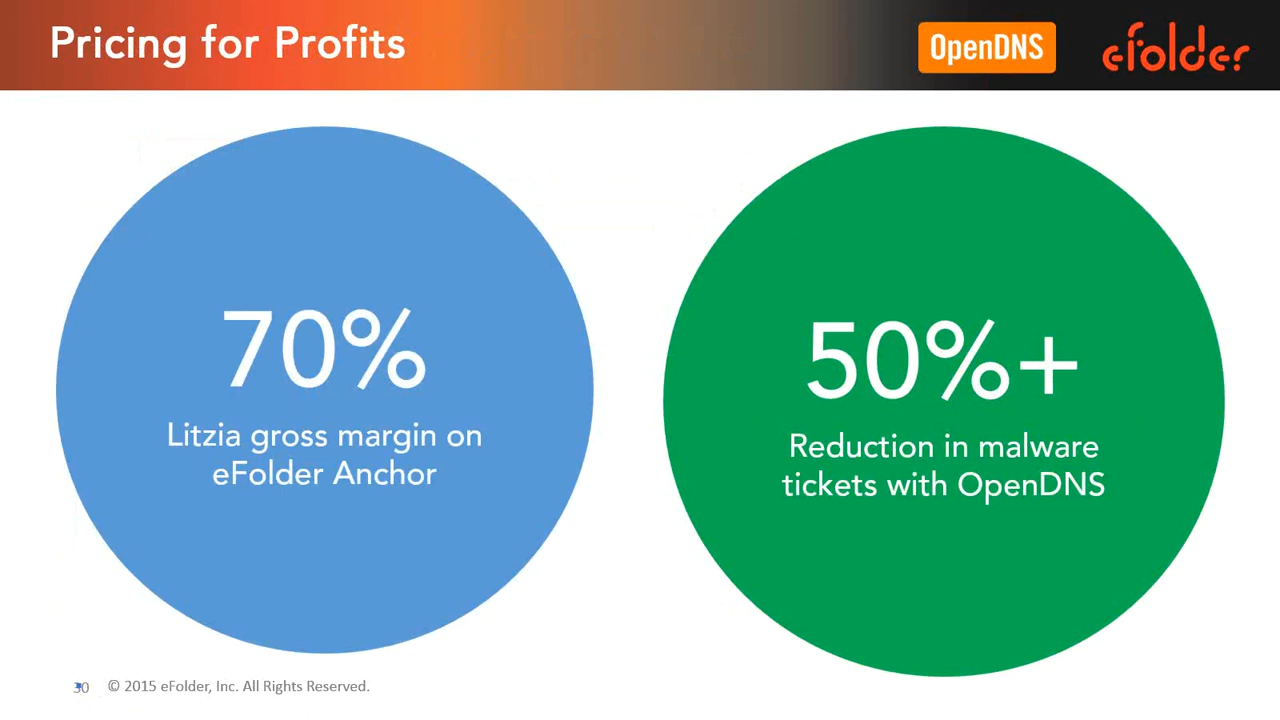 Pricing for Profits
OpenDNS
eFolder
70%
Litzia gross margin on
eFolder Anchor
50%+
Reduction in malware
tickets with OpenDNS
30
© 2015 eFolder, Inc. All Rights Reserved.